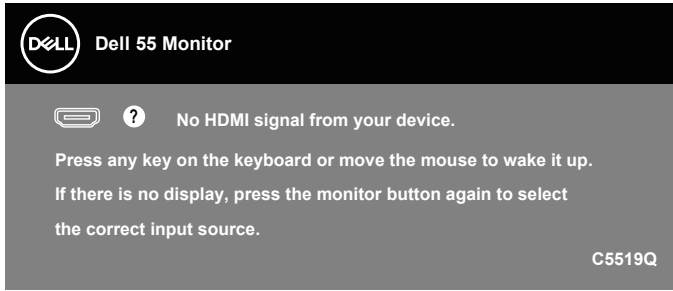 DELL Dell 55 Monitor
? No HDMI signal from your device.
Press any key on the keyboard or move the mouse to wake it up.
If there is no display, press the monitor button again to select
the correct input source.
C5519Q